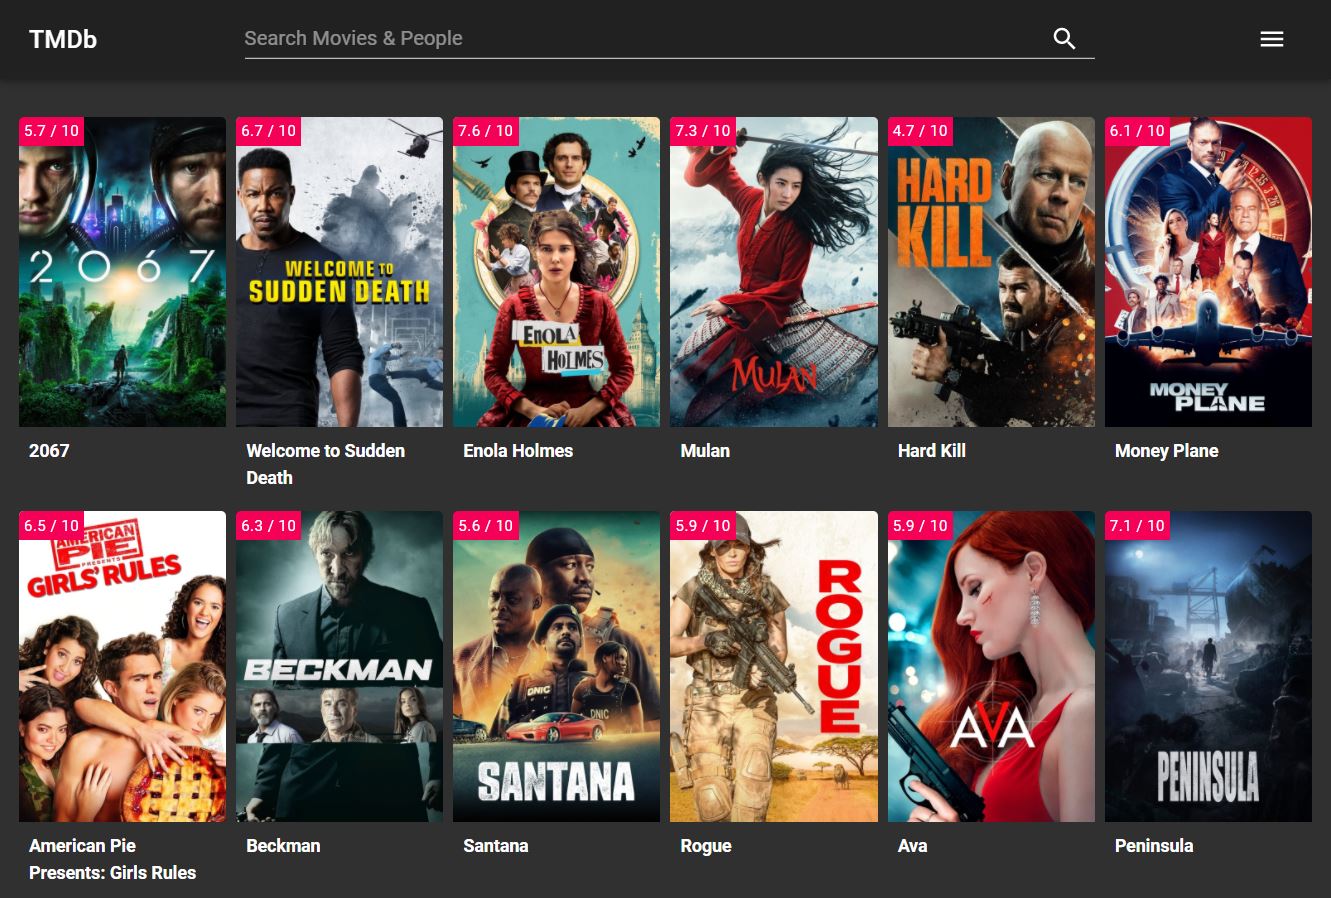 TMDb
Search Movies & People
5.7 / 10
6.7 / 10
7.6 / 10
7.3 / 10
4.7 / 10
6.1 / 10
2067
WELCOME TO
SUDDEN DEATH
ENOLA
HOLMES
MULAN
HARD
KILL
MONEY
PLANE
2067
Welcome to Sudden
Death
Enola Holmes
Mulan
Hard Kill
Money Plane
6.5 / 10
6.3 / 10
5.6 / 10
5.9 / 10
5.9 / 10
7.1 / 10
AMERICAN
PIE
PRESENTS
GIRLS' RULES
BECKMAN
DNIC
DNIC
SANTANA
ROGUE
AVA
PENINSULA
American Pie
Presents: Girls Rules
Beckman
Santana
Rogue
Ava
Peninsula